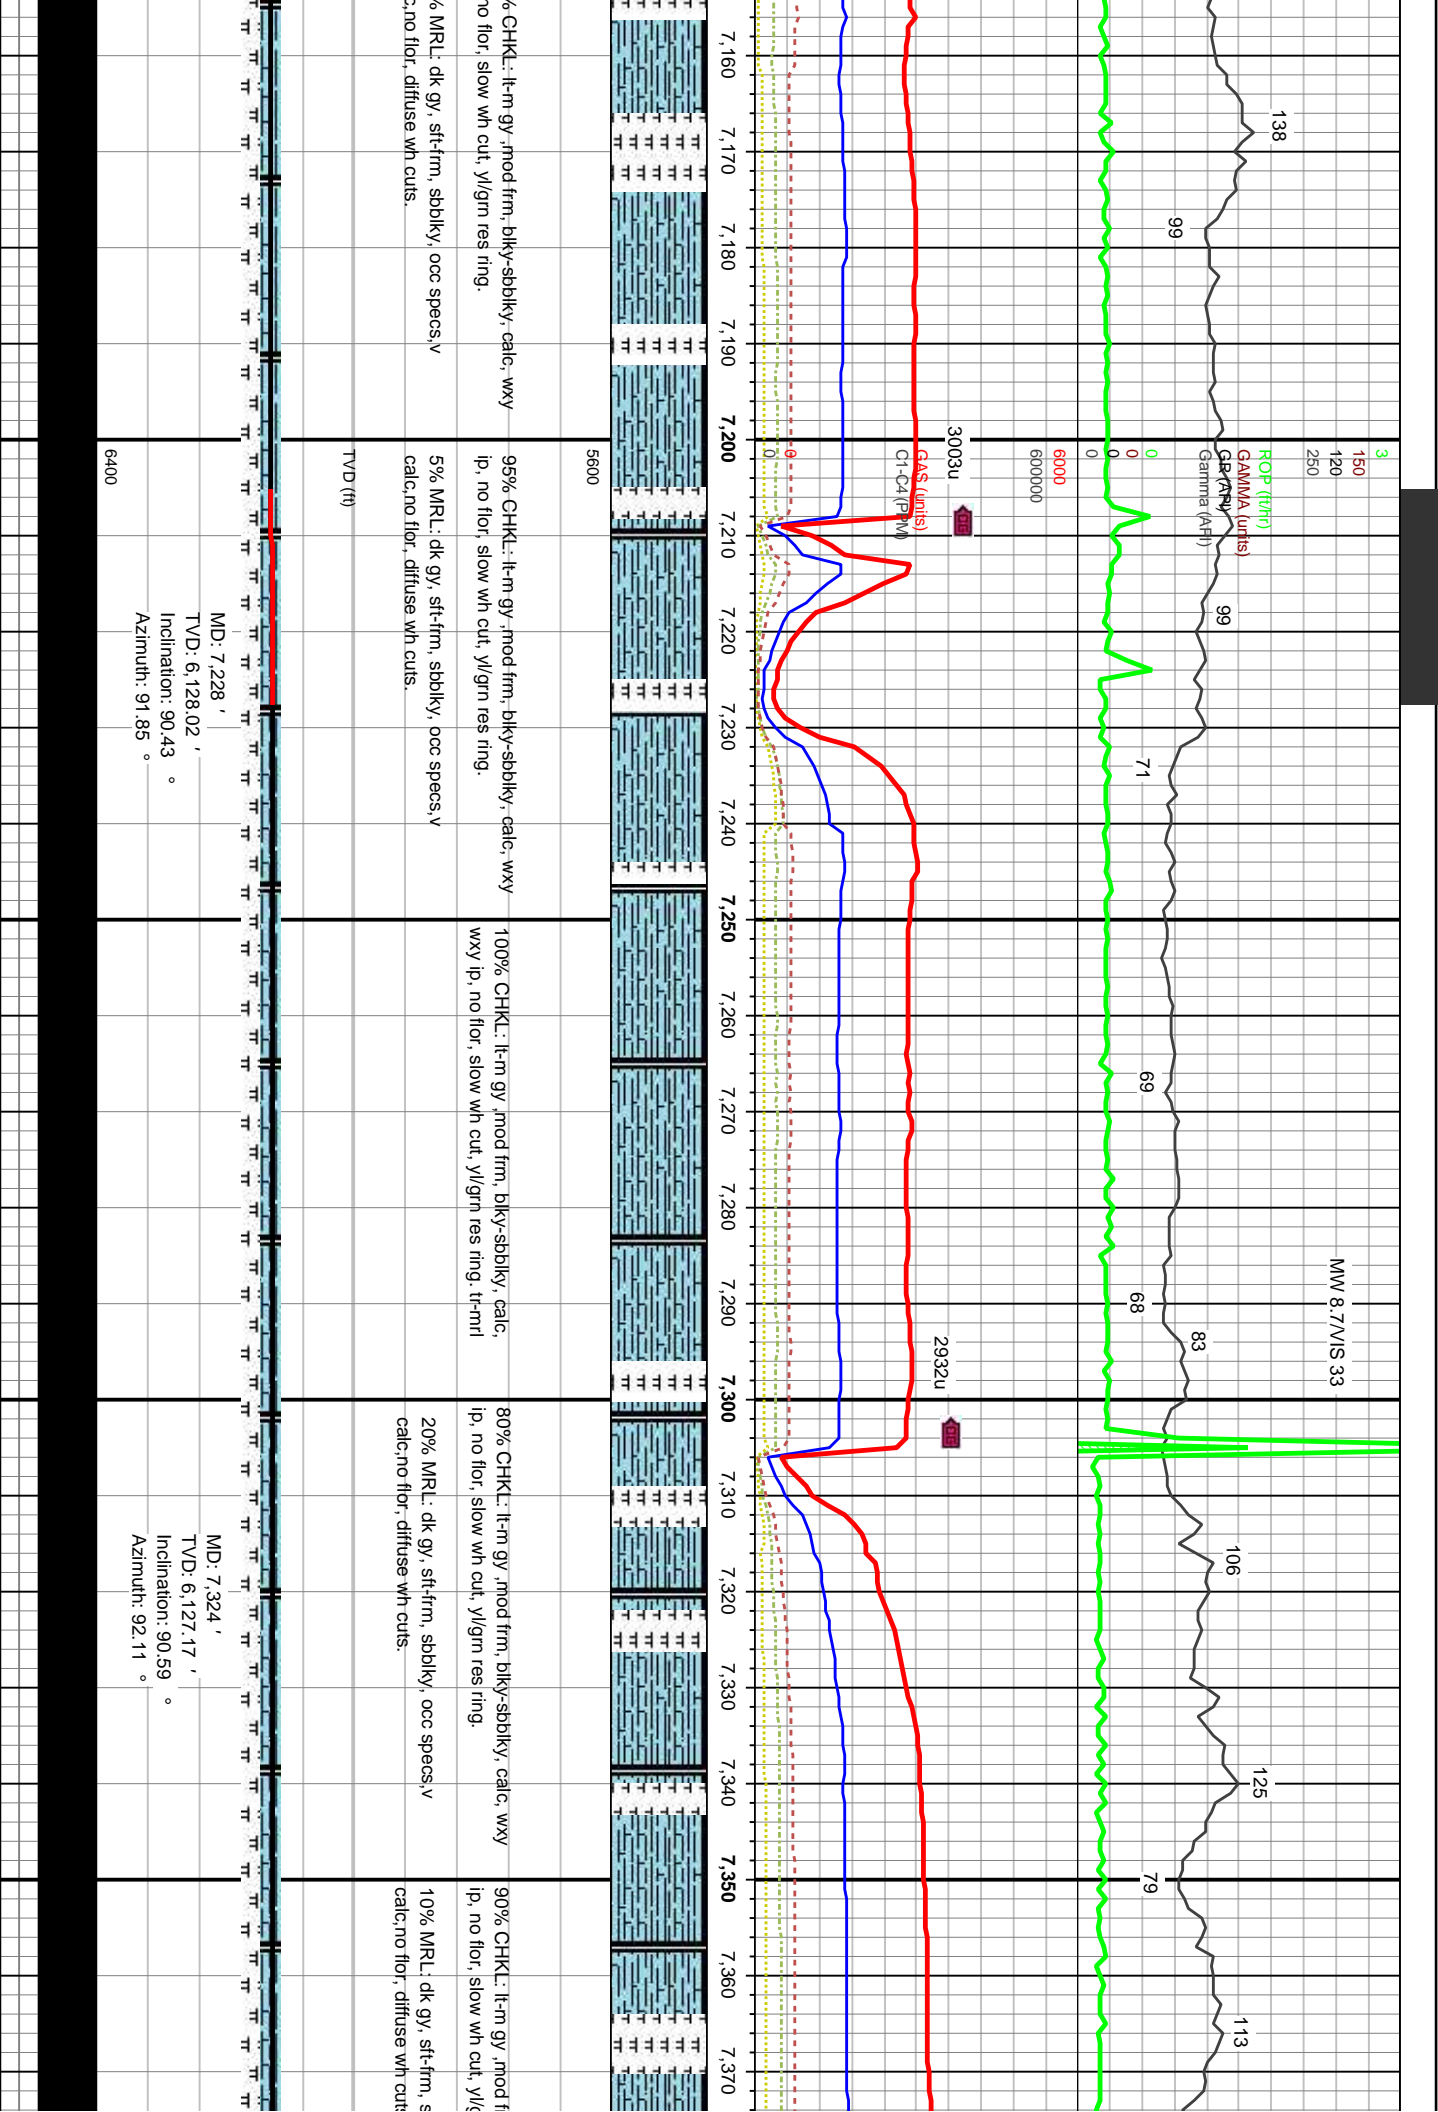 138
99
99
71
69
68
83
106
125
79
113
MW 8.7/VIS 33
3
150
120
250
ROP (ft/hr)
GAMMA (units)
GR (API)
Gamma (API)
0
0
0
0
6000
60000
GAS (units)
C1-C4 (PPM)
0
0
3003u
2932u
7,160
7,170
7,180
7,190
7,200
7,210
7,220
7,230
7,240
7,250
7,260
7,270
7,280
7,290
7,300
7,310
7,320
7,330
7,340
7,350
7,360
7,370
% CHKL: lt-m gy ,mod frm, blky-sbblky, calc, wxy
no flor, slow wh cut, yl/grn res ring.
% MRL: dk gy, sft-frm, sbblky, occ specs,v
c,no flor, diffuse wh cuts.
95% CHKL: lt-m gy ,mod frm, blky-sbblky, calc, wxy
ip, no flor, slow wh cut, yl/grn res ring.
5% MRL: dk gy, sft-frm, sbblky, occ specs,v
calc,no flor, diffuse wh cuts.
100% CHKL: lt-m gy ,mod frm, blky-sbblky, calc,
wxy ip, no flor, slow wh cut, yl/grn res ring. tr-mrl
80% CHKL: lt-m gy ,mod frm, blky-sbblky, calc, wxy
ip, no flor, slow wh cut, yl/grn res ring.
20% MRL: dk gy, sft-frm, sbblky, occ specs,v
calc,no flor, diffuse wh cuts.
90% CHKL: lt-m gy ,mod f
ip, no flor, slow wh cut, yl/g
10% MRL: dk gy, sft-frm, s
calc,no flor, diffuse wh cuts
5600
TVD (ft)
6400
MD: 7,228 '
TVD: 6,128.02 '
Inclination: 90.43 °
Azimuth: 91.85 °
MD: 7,324 '
TVD: 6,127.17 '
Inclination: 90.59 °
Azimuth: 92.11 °